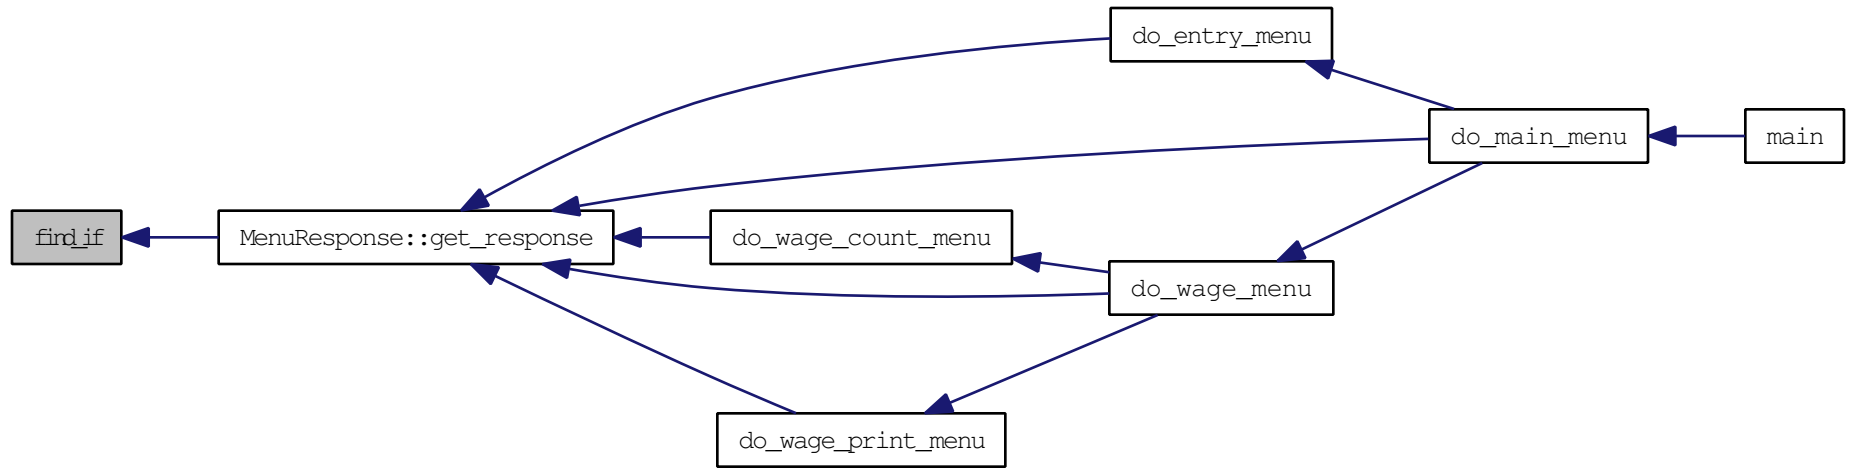 do_entry_menu
do_main_menu
main
find_if
MenuResponse::get_response
do_wage_count_menu
do_wage_menu
do_wage_print_menu